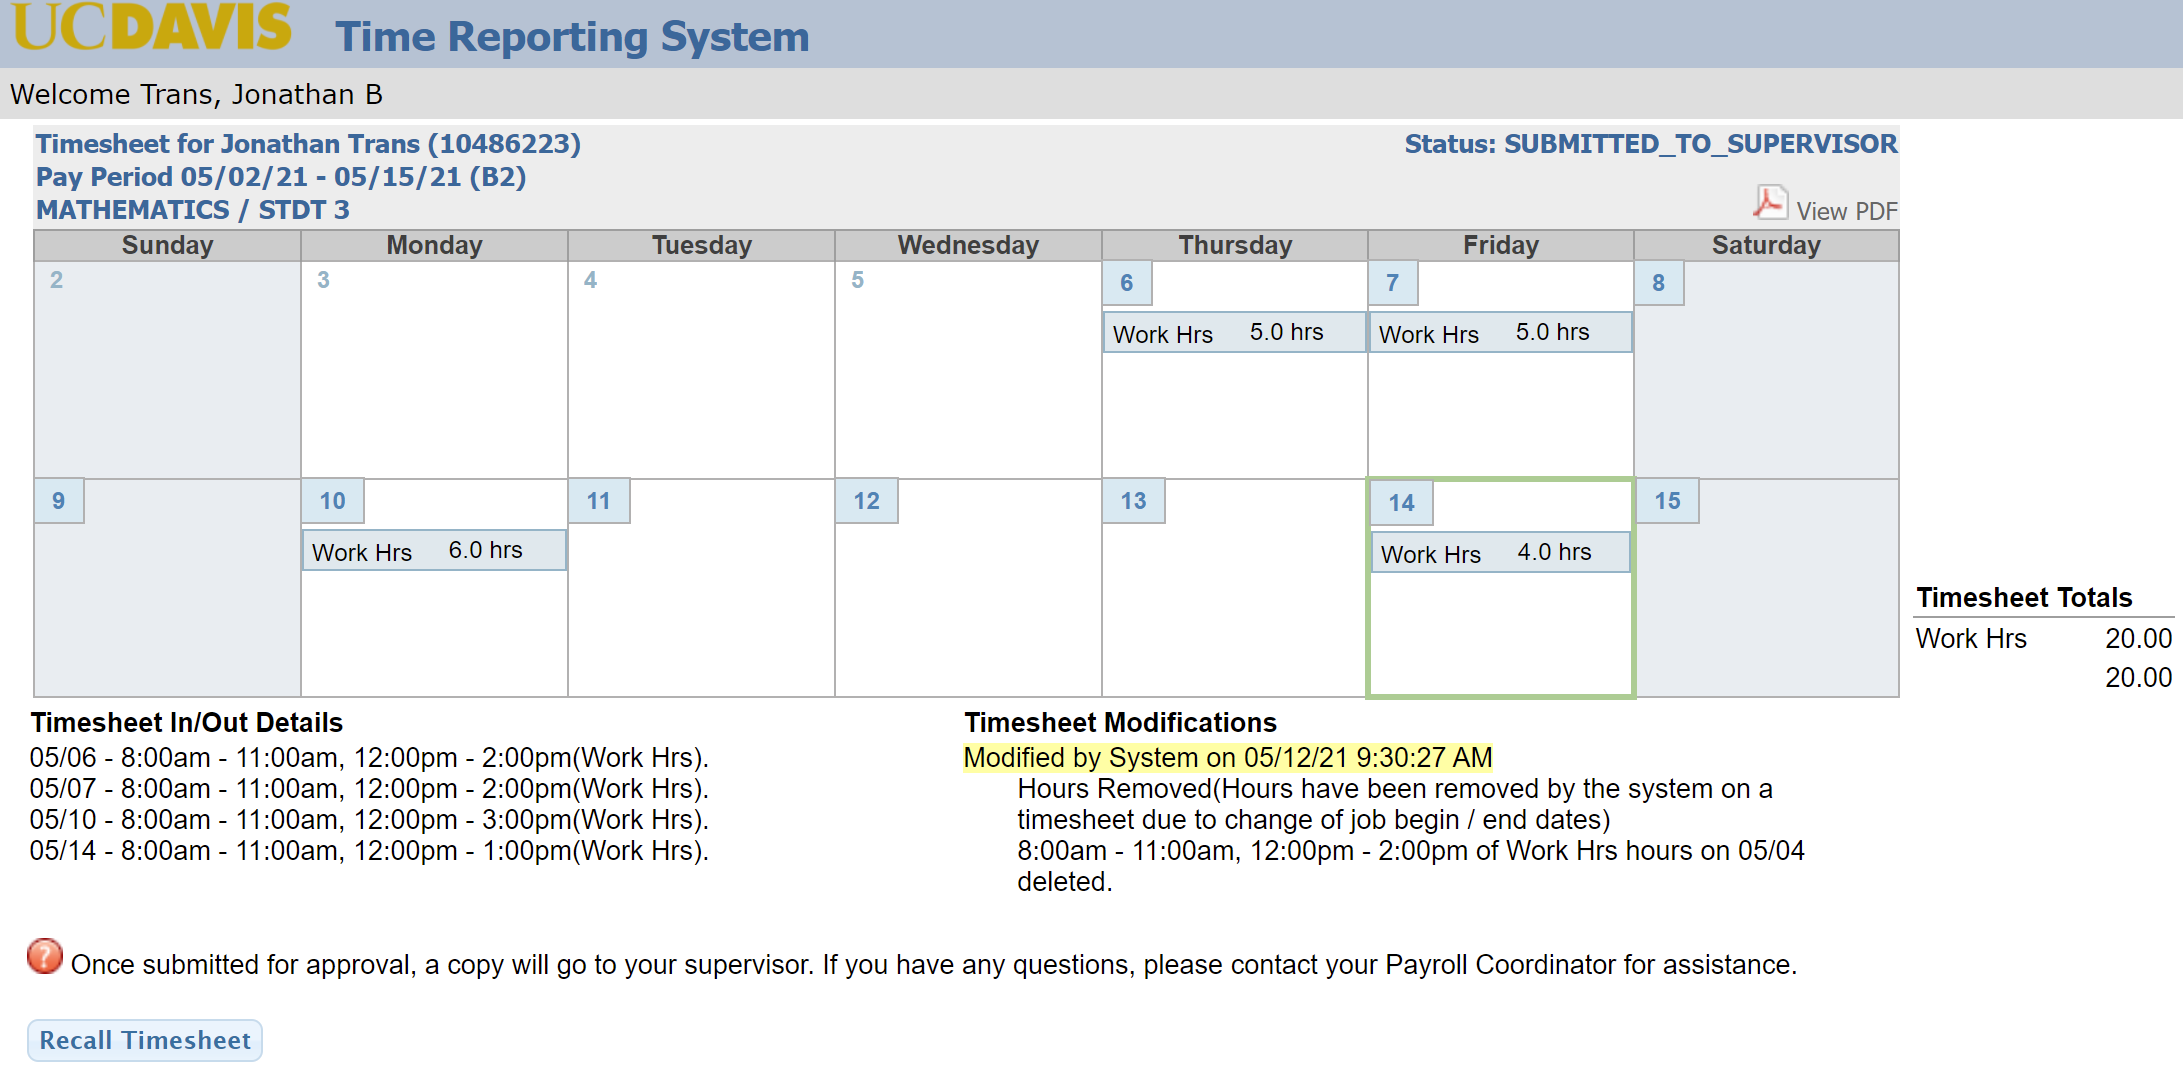 UCDAVIS Time Reporting System
Welcome Trans, Jonathan B
Timesheet for Jonathan Trans (10486223)
Status: SUBMITTED_TO_SUPERVISOR
Pay Period 05/02/21 - 05/15/21 (B2)
MATHEMATICS / STDT 3
View PDF
Sunday Monday Tuesday Wednesday Thursday Friday Saturday
2 3 4 5 6 7 8
Work Hrs 5.0 hrs Work Hrs 5.0 hrs
9 10 11 12 13 14 15
Work Hrs 6.0 hrs Work Hrs 4.0 hrs
Timesheet Totals
Work Hrs 20.00
20.00
Timesheet In/Out Details
05/06 - 8:00am - 11:00am, 12:00pm - 2:00pm(Work Hrs).
05/07 - 8:00am - 11:00am, 12:00pm - 2:00pm(Work Hrs).
05/10 - 8:00am - 11:00am, 12:00pm - 3:00pm(Work Hrs).
05/14 - 8:00am - 11:00am, 12:00pm - 1:00pm(Work Hrs).
Timesheet Modifications
Modified by System on 05/12/21 9:30:27 AM
Hours Removed(Hours have been removed by the system on a
timesheet due to change of job begin / end dates)
8:00am - 11:00am, 12:00pm - 2:00pm of Work Hrs hours on 05/04
deleted.
? Once submitted for approval, a copy will go to your supervisor. If you have any questions, please contact your Payroll Coordinator for assistance.
Recall Timesheet